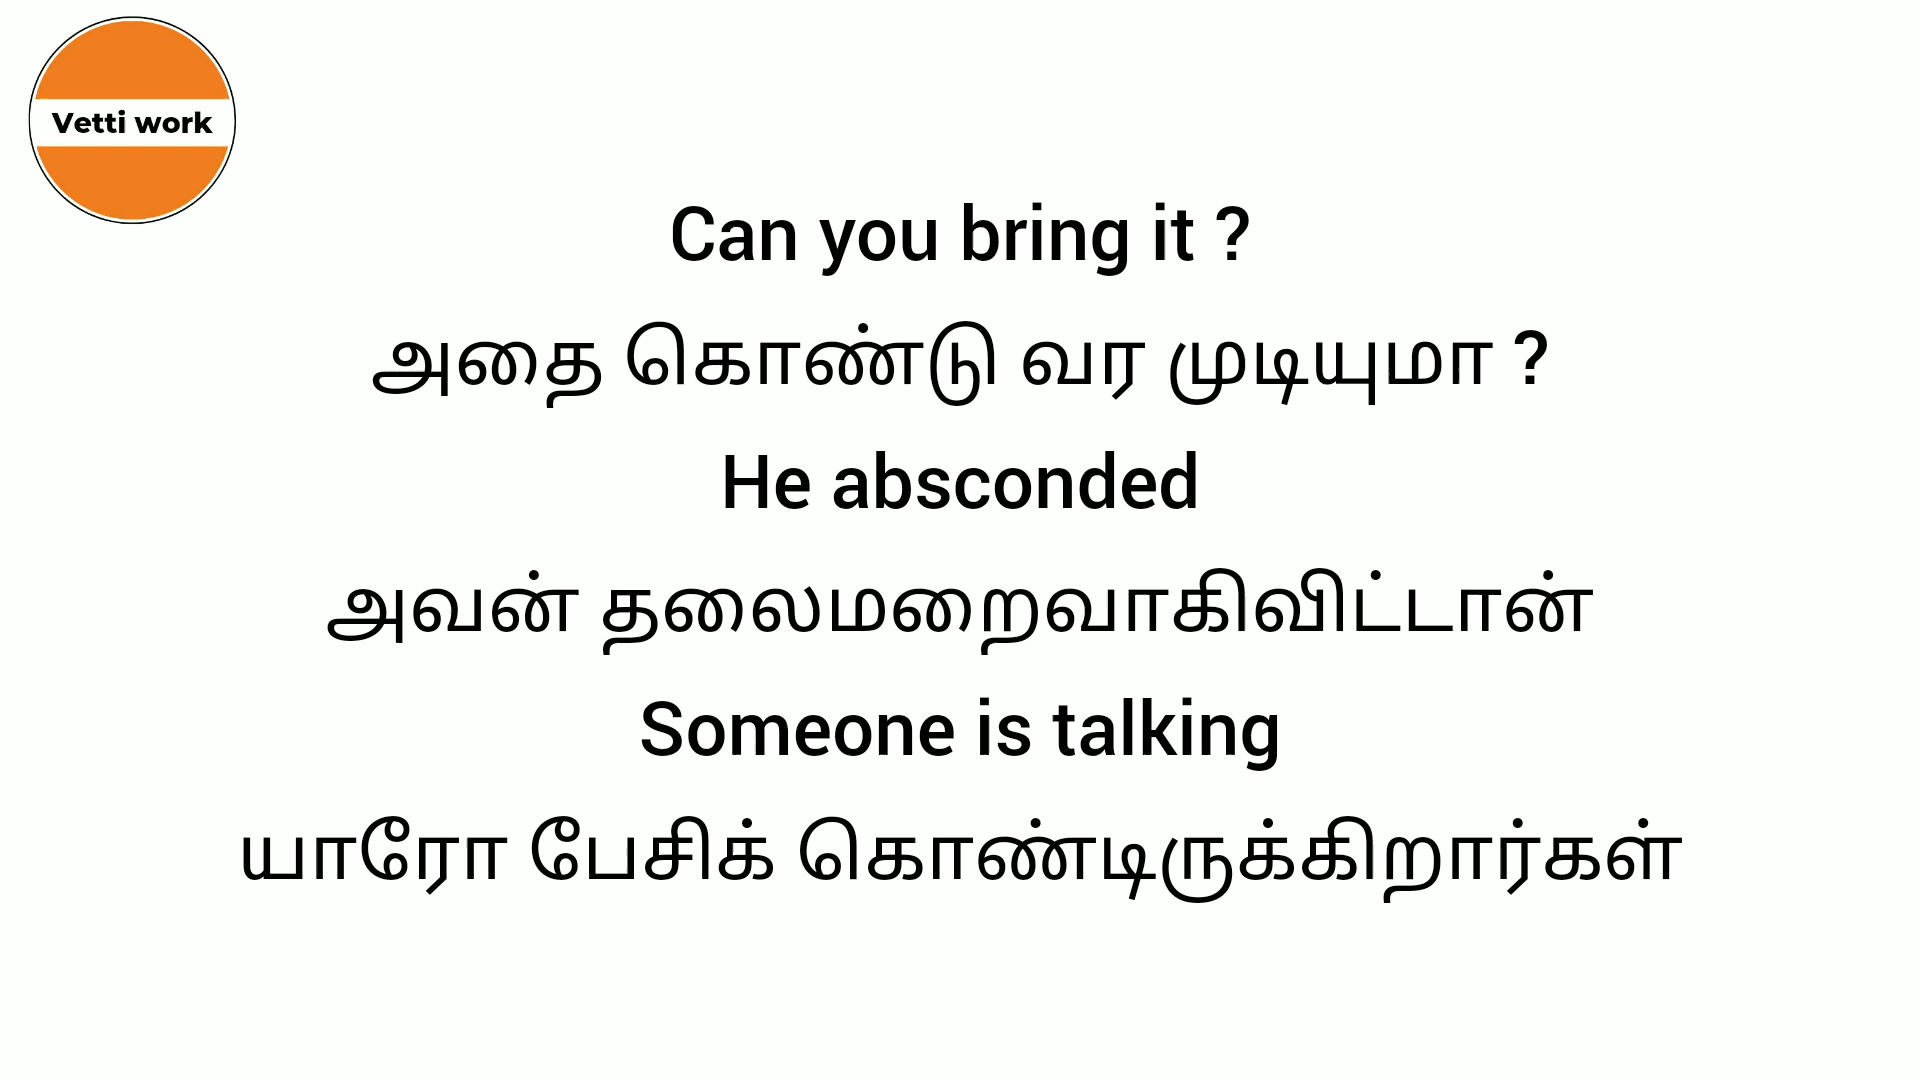 Vetti work
Can you bring it ?
அதை கொண்டு வர முடியுமா ?
He absconded
அவன் தலைமறைவாகிவிட்டான்
Someone is talking
யாரோ பேசிக் கொண்டிருக்கிறார்கள்